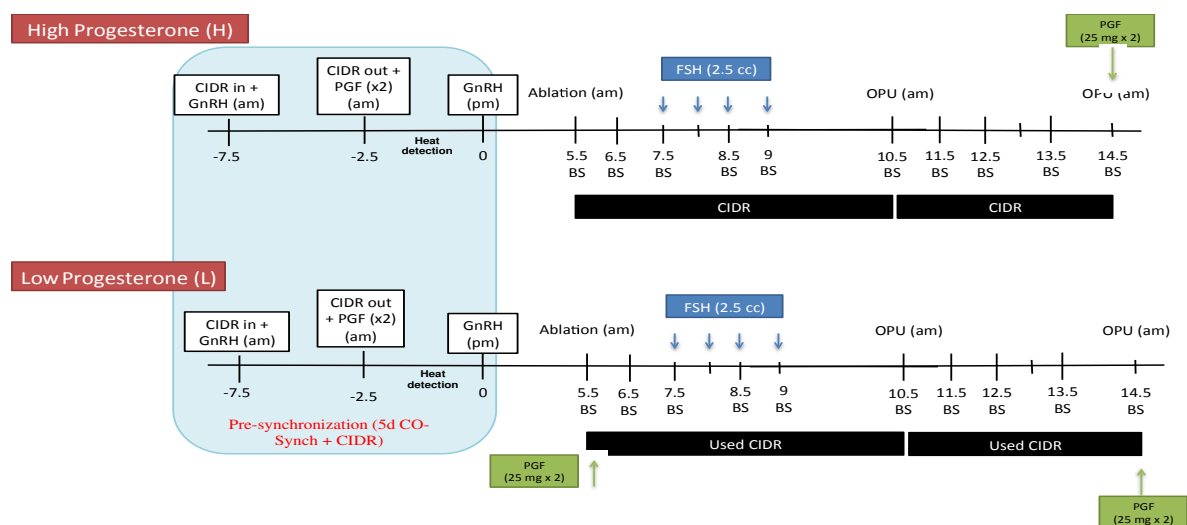 High Progesterone (H)
PGF
(25 mg x 2)
CIDR in +
GnRH (am)
CIDR out +
PGF (x2)
(am)
GnRH
(pm)
FSH (2.5 cc)
Ablation (am)
OPU (am)
OPU (am)
Heat
detection
-7.5
-2.5
0
5.5
BS
6.5
BS
7.5
BS
8.5
BS
9
BS
10.5
BS
11.5
BS
12.5
BS
13.5
BS
14.5
BS
CIDR
CIDR
Low Progesterone (L)
CIDR in +
GnRH (am)
CIDR out
+ PGF (x2)
(am)
GnRH
(pm)
FSH (2.5 cc)
Ablation (am)
OPU (am)
OPU (am)
Heat
detection
-7.5
-2.5
0
5.5
BS
6.5
BS
7.5
BS
8.5
BS
9
BS
10.5
BS
11.5
BS
12.5
BS
13.5
BS
14.5
BS
Pre-synchronization (5d CO-
Synch + CIDR)
Used CIDR
Used CIDR
PGF
(25 mg x 2)
PGF
(25 mg x 2)